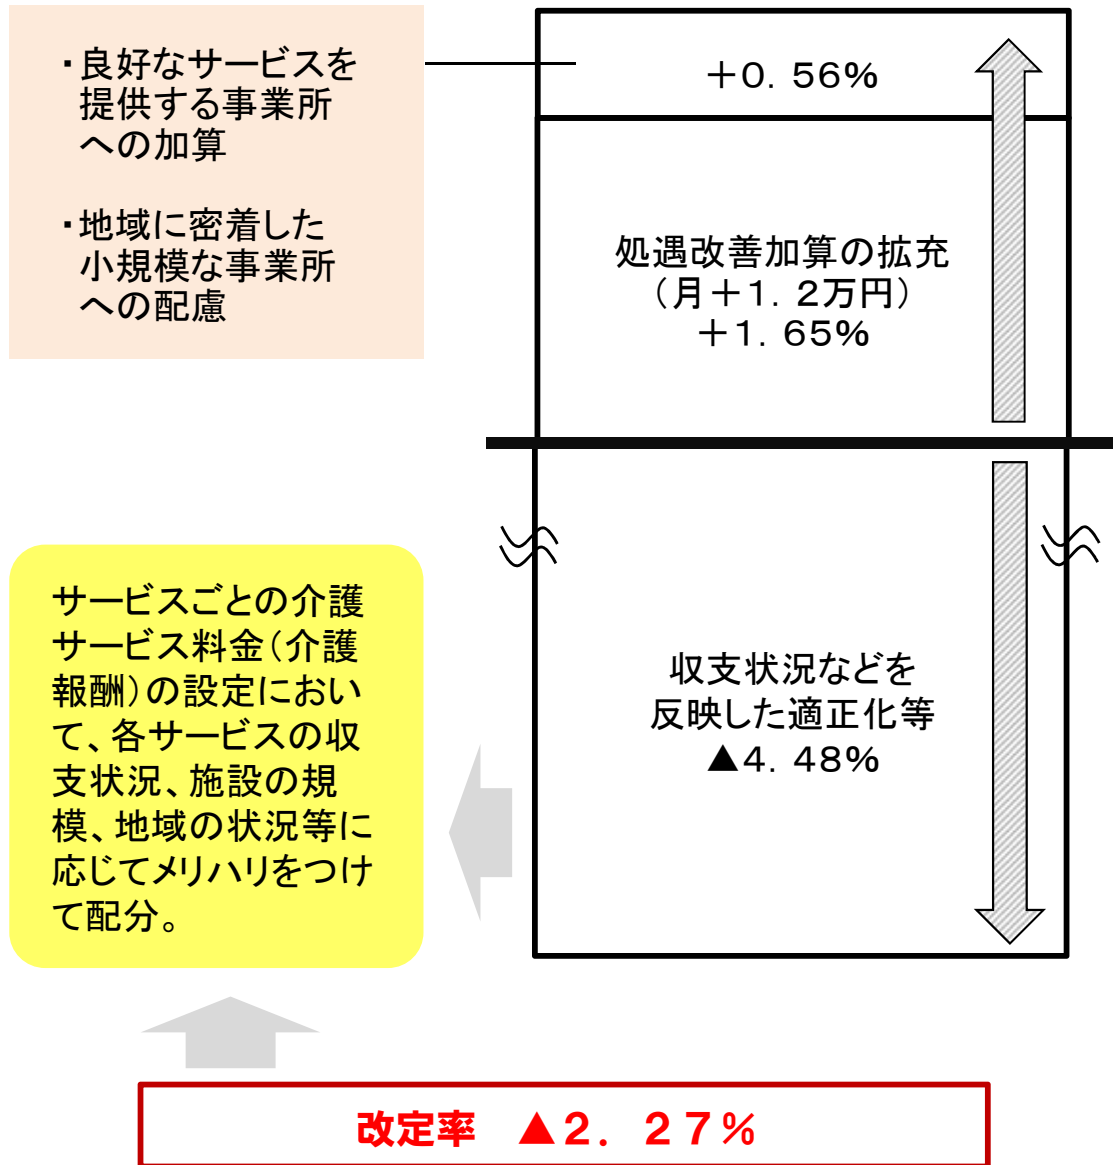 ・良好なサービスを
提供する事業所
への加算
・地域に密着した
小規模な事業所
への配慮
＋0．56％
処遇改善加算の拡充
（月＋1．2万円）
＋1．65％
サービスごとの介護
サービス料金（介護
報酬）の設定におい
て、各サービスの収
支状況、施設の規
模、地域の状況等に
応じてメリハリをつけ
て配分。
収支状況などを
反映した適正化等
▲4．48％
改定率　▲２．２７％